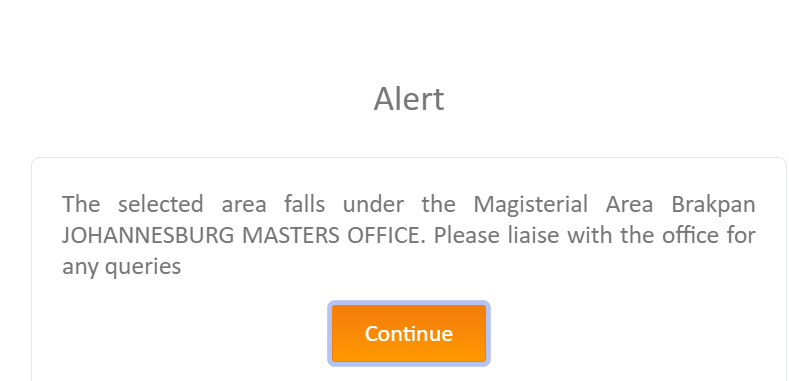 Alert
The selected area falls under the Magisterial Area Brakpan
JOHANNESBURG MASTERS OFFICE. Please liaise with the office for
any queries
Continue